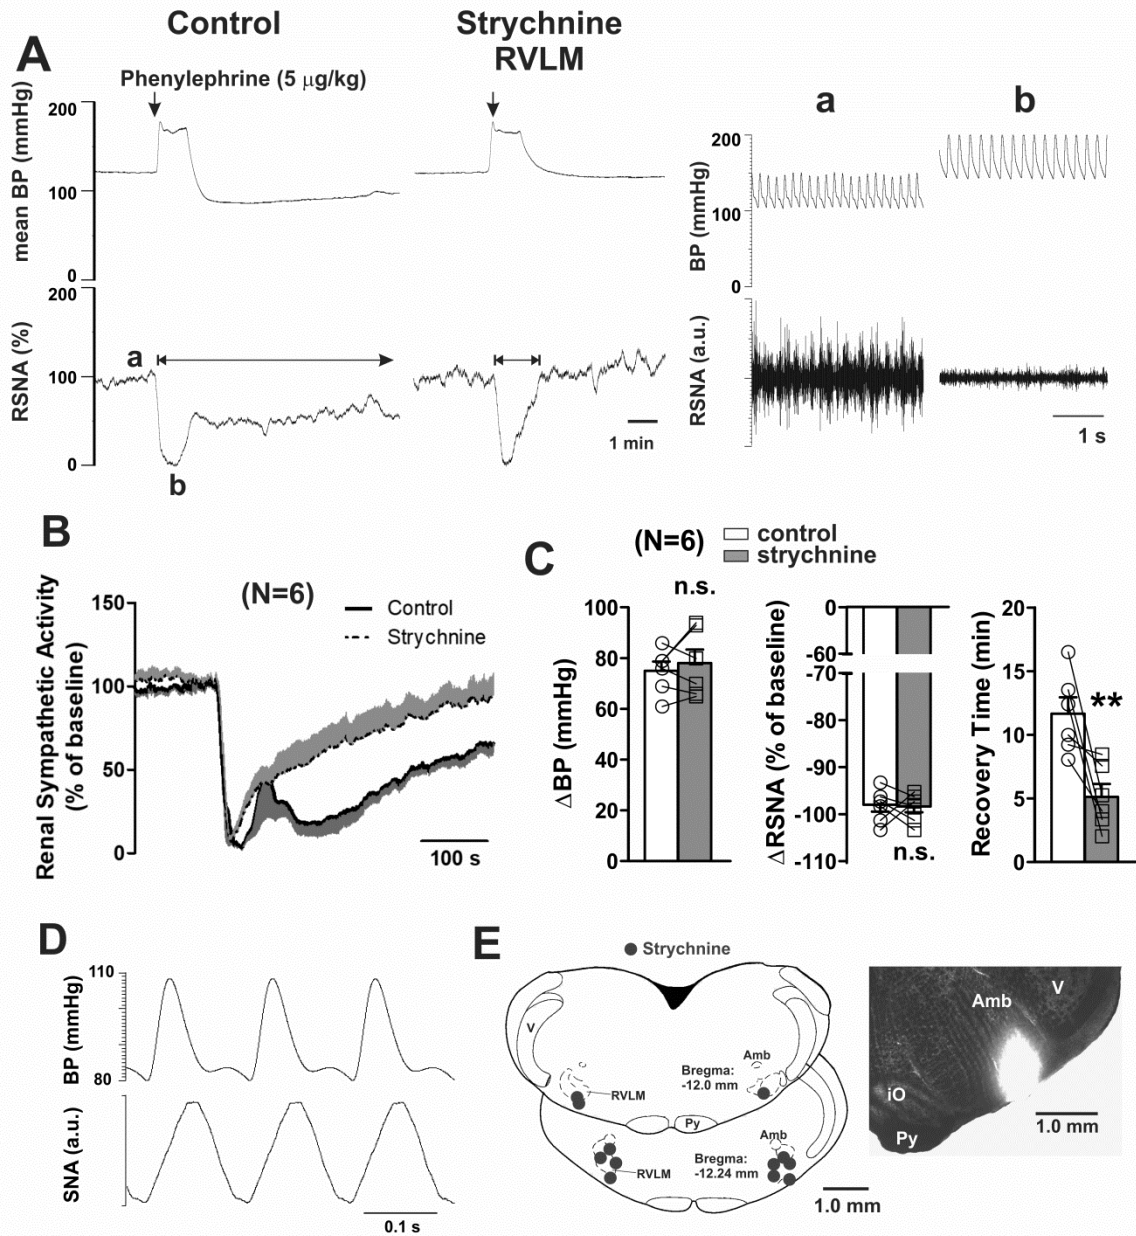 A
Control
Strychnine
RVLM
Phenylephrine (5 μg/kg)
mean BP (mmHg)
200
100
0
RSNA (%)
200
100
0
a
b
1 min
a
b
BP (mmHg)
200
100
0
RSNA (a.u.)
1 s
B
(N=6)
Control
Strychnine
Renal Sympathetic Activity
(% of baseline)
150
100
50
0
100 s
C
(N=6)
control
strychnine
n.s.
ΔBP (mmHg)
100
80
60
40
20
0
ΔRSNA (% of baseline)
0
-60
-70
-80
-90
-100
-110
n.s.
Recovery Time (min)
20
15
10
5
0
**
D
BP (mmHg)
110
80
SNA (a.u.)
0.1 s
E
Strychnine
V
Amb
Bregma:
-12.0 mm
RVLM
Py
Amb
Bregma:
-12.24 mm
RVLM
1.0 mm
V
Amb
iO
Py
1.0 mm